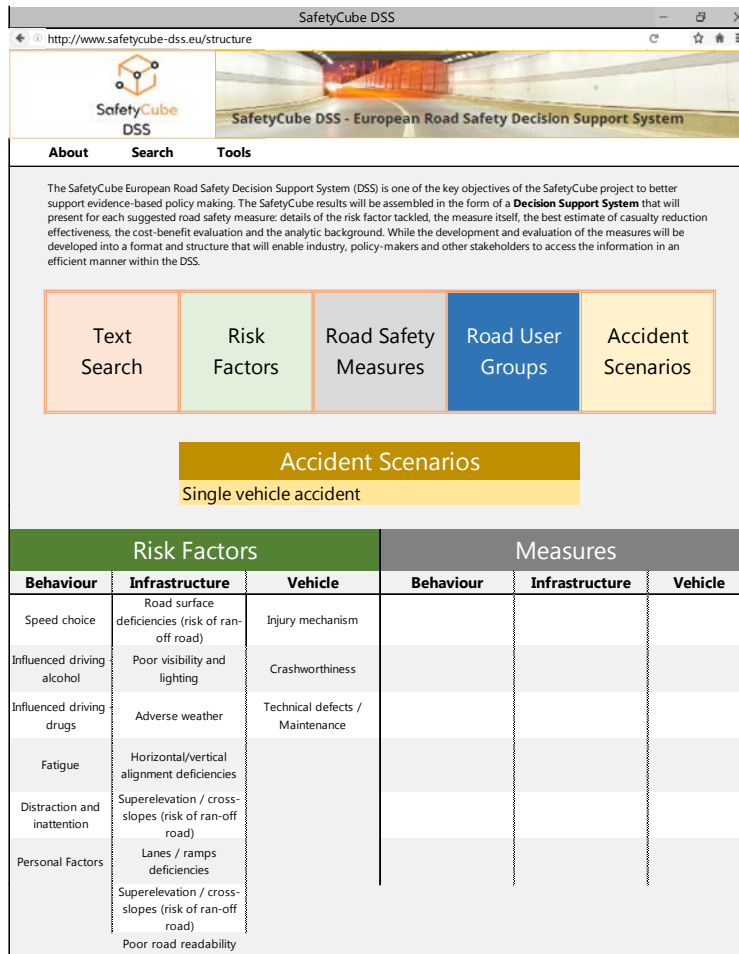 SafetyCube DSS
http://www.safetycube-dss.eu/structure
SafetyCube
DSS
SafetyCube DSS - European Road Safety Decision Support System
About Search Tools
The SafetyCube European Road Safety Decision Support System (DSS) is one of the key objectives of the SafetyCube project to better
support evidence-based policy making. The SafetyCube results will be assembled in the form of a Decision Support System that will
present for each suggested road safety measure: details of the risk factor tackled, the measure itself, the best estimate of casualty reduction
effectiveness, the cost-benefit evaluation and the analytic background. While the development and evaluation of the measures will be
developed into a format and structure that will enable industry, policy-makers and other stakeholders to access the information in an
efficient manner within the DSS.
Text
Search
Risk
Factors
Road Safety
Measures
Road User
Groups
Accident
Scenarios
Accident Scenarios
Single vehicle accident
Risk Factors
Measures
Behaviour Infrastructure Vehicle Behaviour Infrastructure Vehicle
Speed choice
Road surface
deficiencies (risk of ran-
off road)
Injury mechanism
Influenced driving -
alcohol
Poor visibility and
lighting
Crashworthiness
Influenced driving -
drugs
Adverse weather
Technical defects /
Maintenance
Fatigue
Horizontal/vertical
alignment deficiencies
Distraction and
inattention
Superelevation / cross-
slopes (risk of ran-off
road)
Personal Factors
Lanes / ramps
deficiencies
Superelevation / cross-
slopes (risk of ran-off
road)
Poor road readability